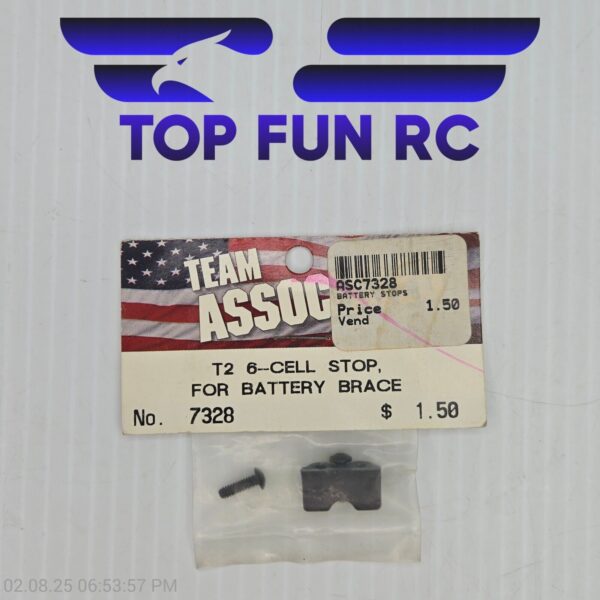 TOP FUN RC
TEAM
ASSOC
ASC7328
BATTERY STOPS
Price 1.50
Vend
T2 6-CELL STOP,
FOR BATTERY BRACE
No. 7328 $ 1.50
02.08.25 06:53:57 PM